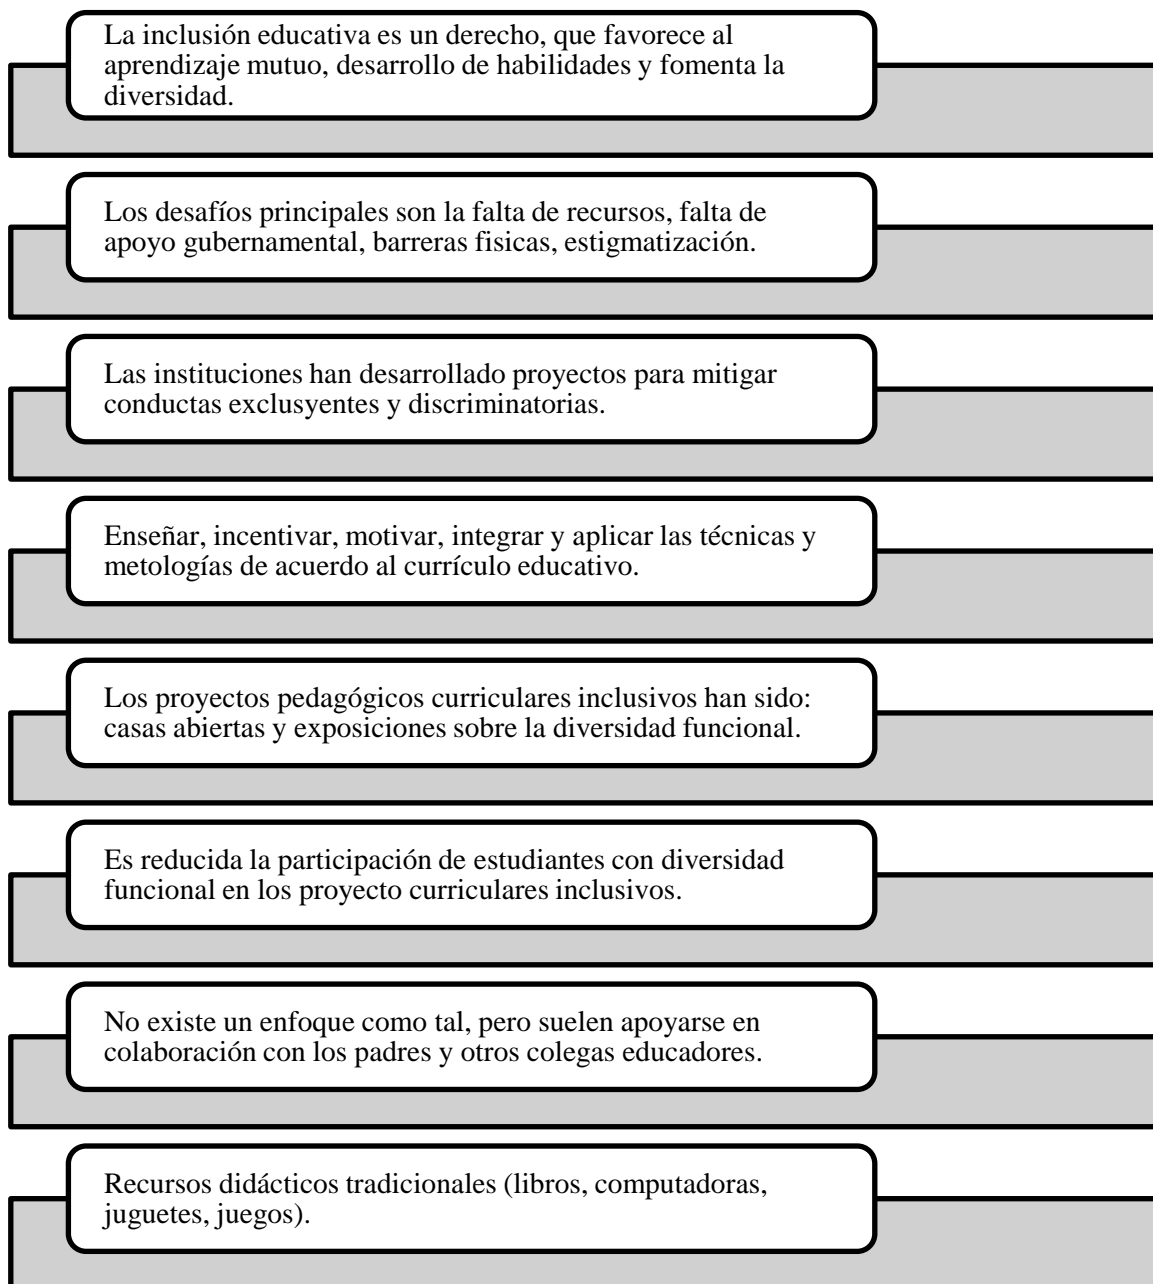 La inclusión educativa es un derecho, que favorece al
aprendizaje mutuo, desarrollo de habilidades y fomenta la
diversidad.
Los desafíos principales son la falta de recursos, falta de
apoyo gubernamental, barreras fisicas, estigmatización.
Las instituciones han desarrollado proyectos para mitigar
conductas exclusyentes y discriminatorias.
Enseñar, incentivar, motivar, integrar y aplicar las técnicas y
metologías de acuerdo al currículo educativo.
Los proyectos pedagógicos curriculares inclusivos han sido:
casas abiertas y exposiciones sobre la diversidad funcional.
Es reducida la participación de estudiantes con diversidad
funcional en los proyecto curriculares inclusivos.
No existe un enfoque como tal, pero suelen apoyarse en
colaboración con los padres y otros colegas educadores.
Recursos didácticos tradicionales (libros, computadoras,
juguetes, juegos).